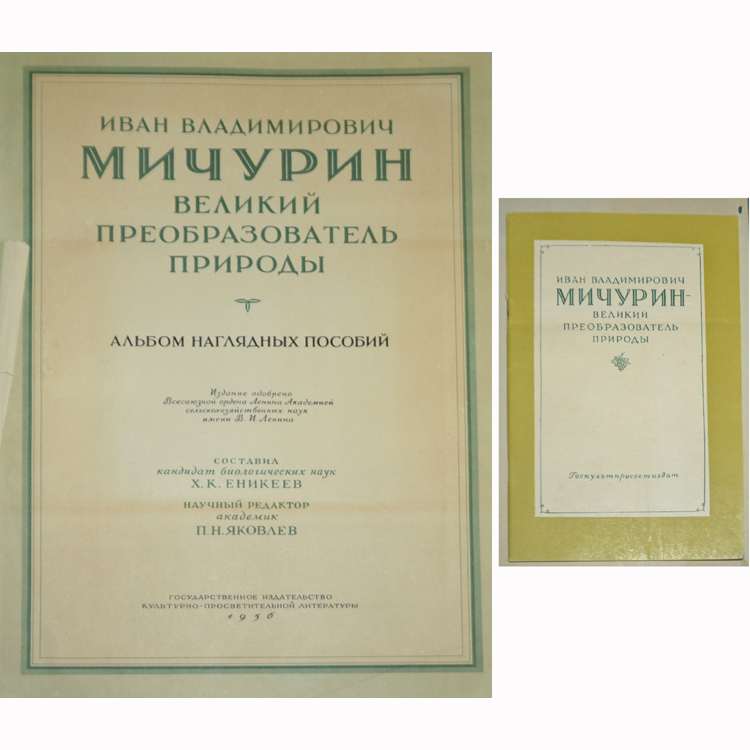 ИВАН ВЛАДИМИРОВИЧ
МИЧУРИН
ВЕЛИКИЙ
ПРЕОБРАЗОВАТЕЛЬ
ПРИРОДЫ
АЛЬБОМ НАГЛЯДНЫХ ПОСОБИЙ
Издание одобрено
Всесоюзной ордена Ленина Академией
сельскохозяйственных наук
имени В. И. Ленина
СОСТАВИЛ
кандидат биологических наук
Х.К. ЕНИКЕЕВ
НАУЧНЫЙ РЕДАКТОР
академик
П.Н. ЯКОВЛЕВ
ГОСУДАРСТВЕННОЕ ИЗДАТЕЛЬСТВО
КУЛЬТУРНО-ПРОСВЕТИТЕЛЬНОЙ ЛИТЕРАТУРЫ
1956
ИВАН ВЛАДИМИРОВИЧ
МИЧУРИН-
ВЕЛИКИЙ
ПРЕОБРАЗОВАТЕЛЬ
ПРИРОДЫ
Госкультпросветиздат